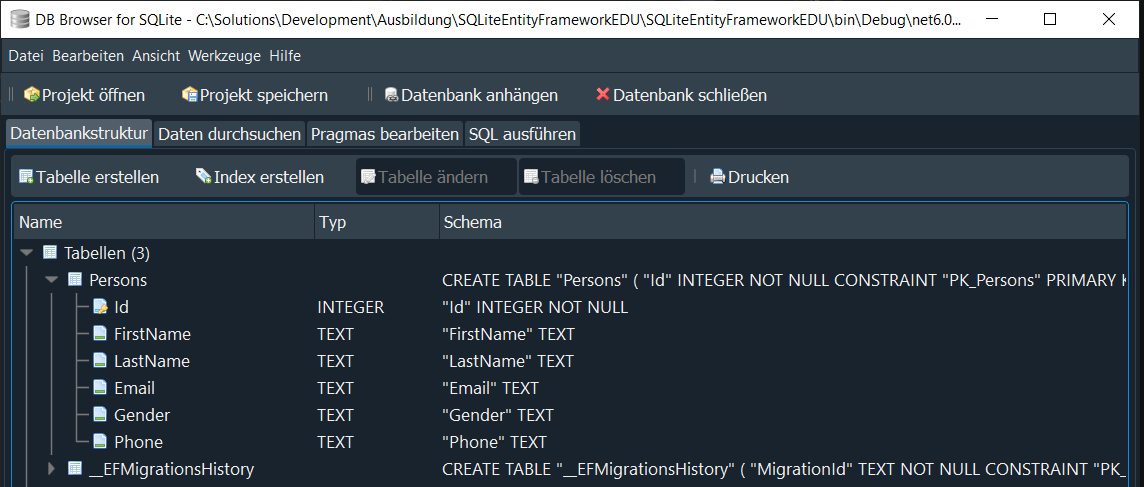 DB Browser for SQLite - C:\Solutions\Development\Ausbildung\SQLiteEntityFrameworkEDU\SQLiteEntityFrameworkEDU\bin\Debug\net6.0...
Datei Bearbeiten Ansicht Werkzeuge Hilfe
Projekt öffnen Projekt speichern Datenbank anhängen Datenbank schließen
Datenbankstruktur Daten durchsuchen Pragmas bearbeiten SQL ausführen
Tabelle erstellen Index erstellen Tabelle ändern Tabelle löschen Drucken
Name Typ Schema
Tabellen (3)
Persons CREATE TABLE "Persons" ( "Id" INTEGER NOT NULL CONSTRAINT "PK_Persons" PRIMARY K
Id INTEGER "Id" INTEGER NOT NULL
FirstName TEXT "FirstName" TEXT
LastName TEXT "LastName" TEXT
Email TEXT "Email" TEXT
Gender TEXT "Gender" TEXT
Phone TEXT "Phone" TEXT
__EFMigrationsHistory CREATE TABLE "__EFMigrationsHistory" ( "MigrationId" TEXT NOT NULL CONSTRAINT "PK_